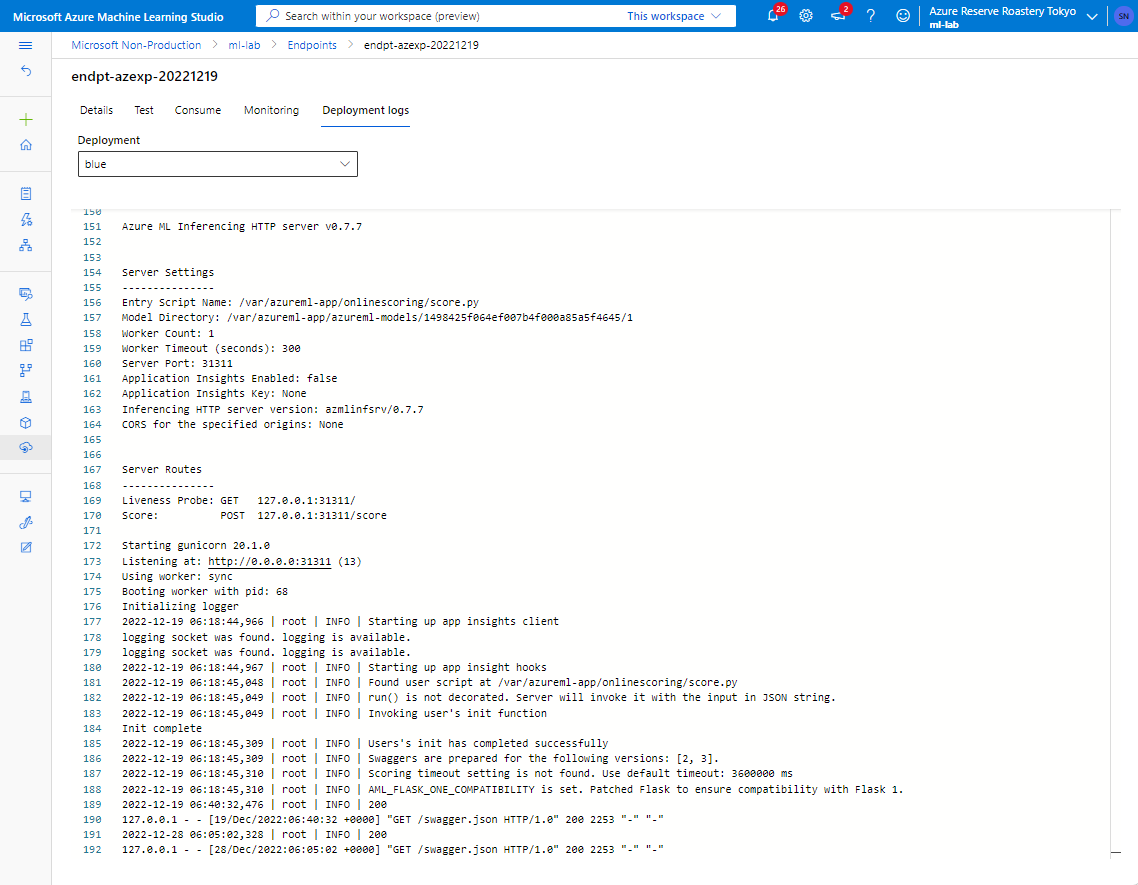 Microsoft Azure Machine Learning Studio
Search within your workspace (preview)
This workspace
26
2
?
Azure Reserve Roastery Tokyo
ml-lab
SN
Microsoft Non-Production > ml-lab > Endpoints > endpt-azexp-20221219
endpt-azexp-20221219
Details Test Consume Monitoring Deployment logs
Deployment
blue
150
151 Azure ML Inferencing HTTP server v0.7.7
152
153
154 Server Settings
155 ---------------
156 Entry Script Name: /var/azureml-app/onlinescoring/score.py
157 Model Directory: /var/azureml-app/azureml-models/1498425f064ef007b4f000a85a5f4645/1
158 Worker Count: 1
159 Worker Timeout (seconds): 300
160 Server Port: 31311
161 Application Insights Enabled: false
162 Application Insights Key: None
163 Inferencing HTTP server version: azmlinfsrv/0.7.7
164 CORS for the specified origins: None
165
166
167 Server Routes
168 ---------------
169 Liveness Probe: GET   127.0.0.1:31311/
170 Score:          POST  127.0.0.1:31311/score
171
172 Starting gunicorn 20.1.0
173 Listening at: http://0.0.0.0:31311 (13)
174 Using worker: sync
175 Booting worker with pid: 68
176 Initializing logger
177 2022-12-19 06:18:44,966 | root | INFO | Starting up app insights client
178 logging socket was found. logging is available.
179 logging socket was found. logging is available.
180 2022-12-19 06:18:44,967 | root | INFO | Starting up app insight hooks
181 2022-12-19 06:18:45,048 | root | INFO | Found user script at /var/azureml-app/onlinescoring/score.py
182 2022-12-19 06:18:45,049 | root | INFO | run() is not decorated. Server will invoke it with the input in JSON string.
183 2022-12-19 06:18:45,049 | root | INFO | Invoking user's init function
184 Init complete
185 2022-12-19 06:18:45,309 | root | INFO | Users's init has completed successfully
186 2022-12-19 06:18:45,309 | root | INFO | Swaggers are prepared for the following versions: [2, 3].
187 2022-12-19 06:18:45,310 | root | INFO | Scoring timeout setting is not found. Use default timeout: 3600000 ms
188 2022-12-19 06:18:45,310 | root | INFO | AML_FLASK_ONE_COMPATIBILITY is set. Patched Flask to ensure compatibility with Flask 1.
189 2022-12-19 06:40:32,476 | root | INFO | 200
190 127.0.0.1 - - [19/Dec/2022:06:40:32 +0000] "GET /swagger.json HTTP/1.0" 200 2253 "-" "-"
191 2022-12-28 06:05:02,328 | root | INFO | 200
192 127.0.0.1 - - [28/Dec/2022:06:05:02 +0000] "GET /swagger.json HTTP/1.0" 200 2253 "-" "-"